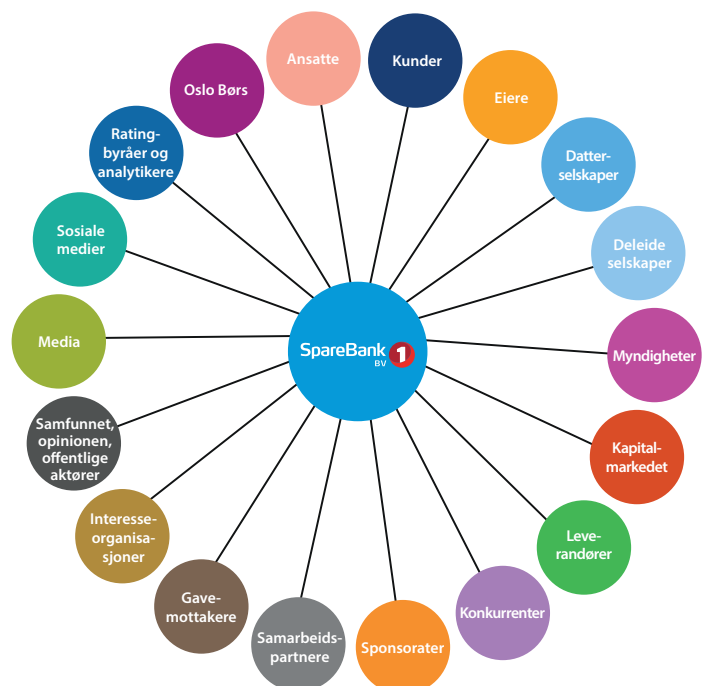 Ansatte
Kunder
Eiere
Datter-
selskaper
Deleide
selskaper
Myndigheter
Kapital-
markedet
Leve-
randører
Konkurrenter
Sponsorater
Samarbeids-
partnere
Gave-
mottakere
Interesse-
organisa-
sjoner
Samfunnet,
opinionen,
offentlige
aktører
Media
Sosiale
medier
Rating-
byråer og
analytikere
Oslo Børs
SpareBank 1
BV